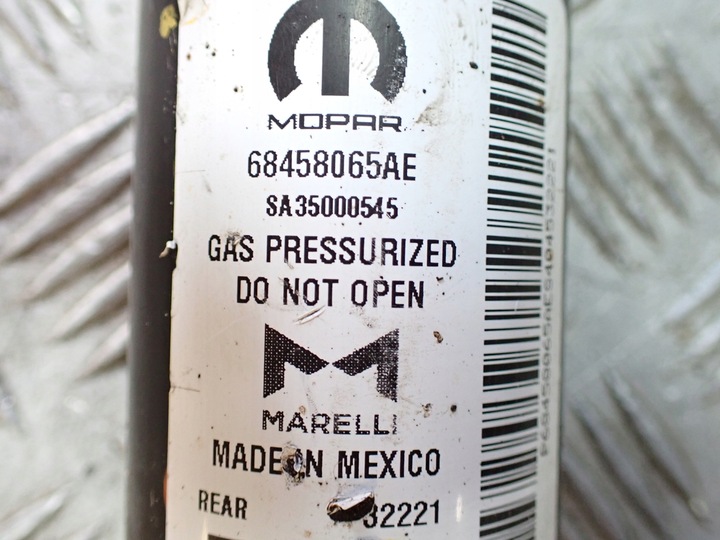 MOPAR
68458065AE
SA35000545
GAS PRESSURIZED
DO NOT OPEN
MARELLI
MADE IN MEXICO
REAR 32221